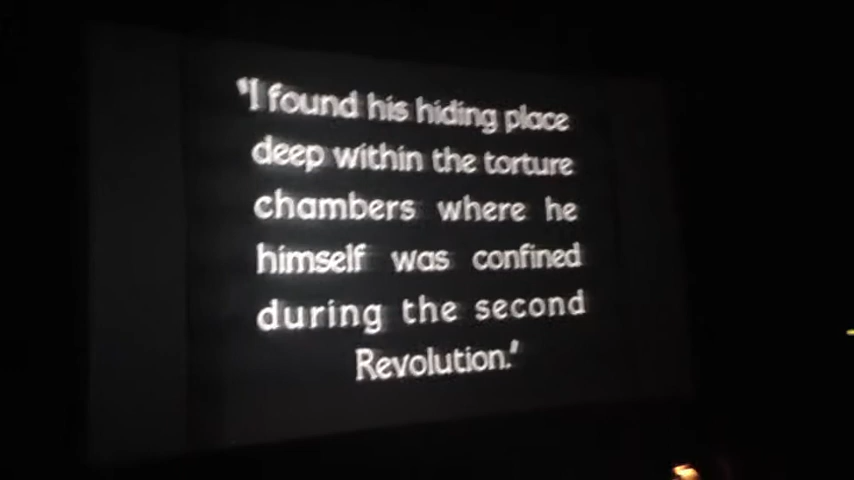 "I found his hiding place
deep within the torture
chambers where he
himself was confined
during the second
Revolution."